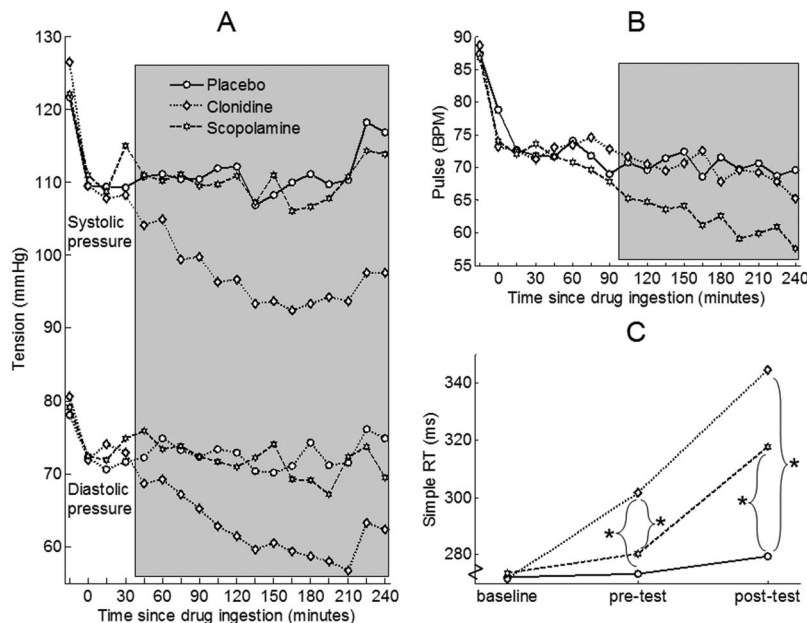 A
130
120
110
100
90
80
70
60
Tension (mmHg)
Placebo
Clonidine
Scopolamine
Systolic
pressure
Diastolic
pressure
0 30 60 90 120 150 180 210 240
Time since drug ingestion (minutes)
B
90
85
80
75
70
65
60
55
Pulse (BPM)
0 30 60 90 120 150 180 210 240
Time since drug ingestion (minutes)
C
340
320
300
280
Simple RT (ms)
* *
* *
baseline pre-test post-test